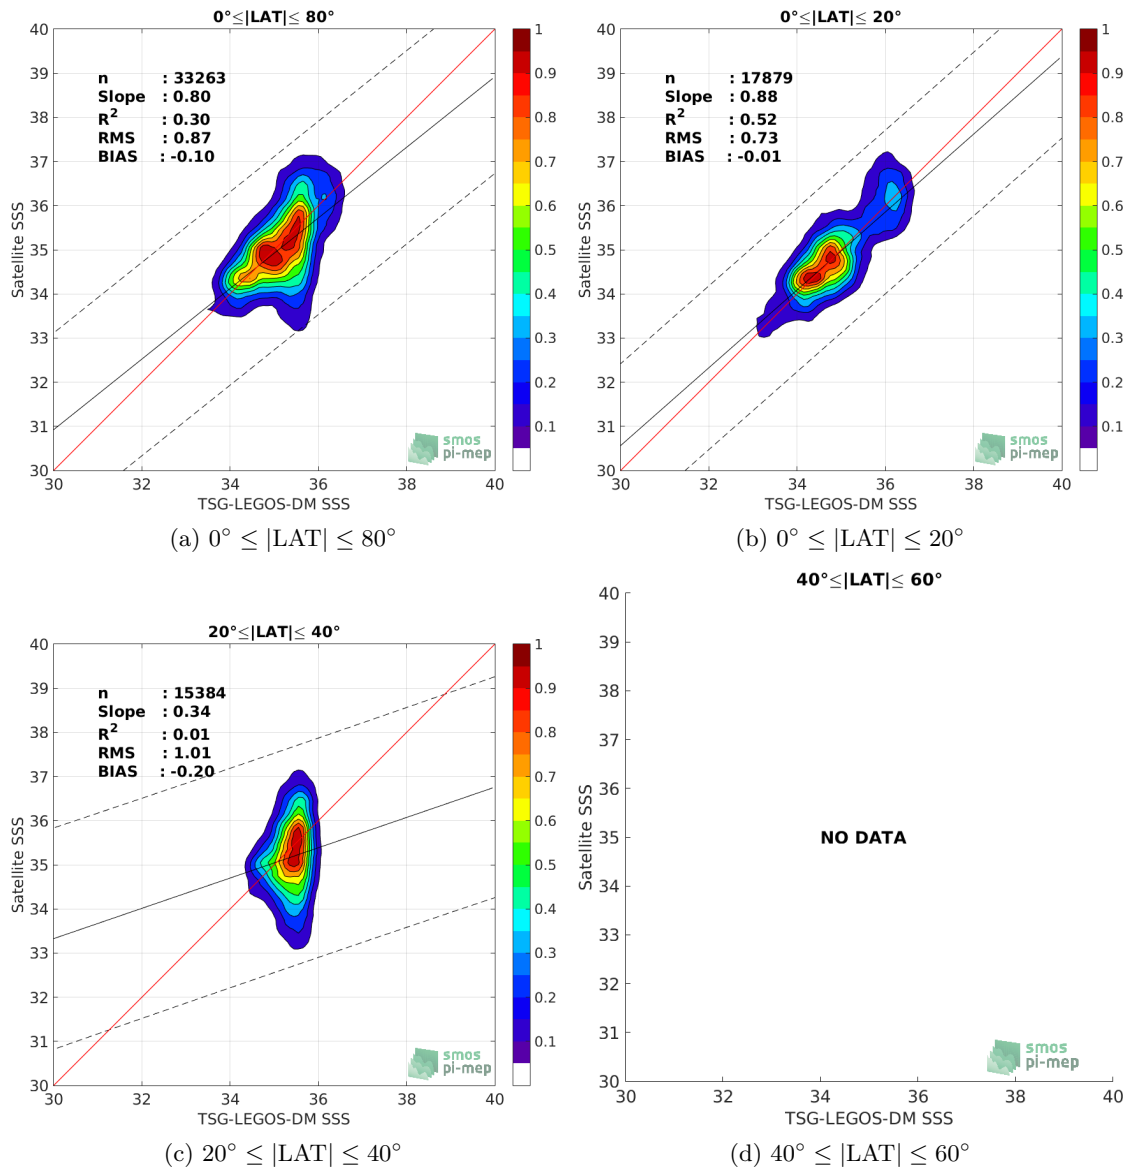 0°≤|LAT|≤ 80°
40
39
38
37
36
35
34
33
32
31
30
Satellite SSS
n : 33263
Slope : 0.80
R² : 0.30
RMS : 0.87
BIAS : -0.10
1
0.9
0.8
0.7
0.6
0.5
0.4
0.3
0.2
0.1
smos
pi-mep
30 32 34 36 38 40
TSG-LEGOS-DM SSS
(a) 0° ≤ |LAT| ≤ 80°
0°≤|LAT|≤ 20°
40
39
38
37
36
35
34
33
32
31
30
Satellite SSS
n : 17879
Slope : 0.88
R² : 0.52
RMS : 0.73
BIAS : -0.01
1
0.9
0.8
0.7
0.6
0.5
0.4
0.3
0.2
0.1
smos
pi-mep
30 32 34 36 38 40
TSG-LEGOS-DM SSS
(b) 0° ≤ |LAT| ≤ 20°
20°≤|LAT|≤ 40°
40
39
38
37
36
35
34
33
32
31
30
Satellite SSS
n : 15384
Slope : 0.34
R² : 0.01
RMS : 1.01
BIAS : -0.20
1
0.9
0.8
0.7
0.6
0.5
0.4
0.3
0.2
0.1
smos
pi-mep
30 32 34 36 38 40
TSG-LEGOS-DM SSS
(c) 20° ≤ |LAT| ≤ 40°
40°≤|LAT|≤ 60°
40
39
38
37
36
35
34
33
32
31
30
Satellite SSS
NO DATA
smos
pi-mep
30 32 34 36 38 40
TSG-LEGOS-DM SSS
(d) 40° ≤ |LAT| ≤ 60°